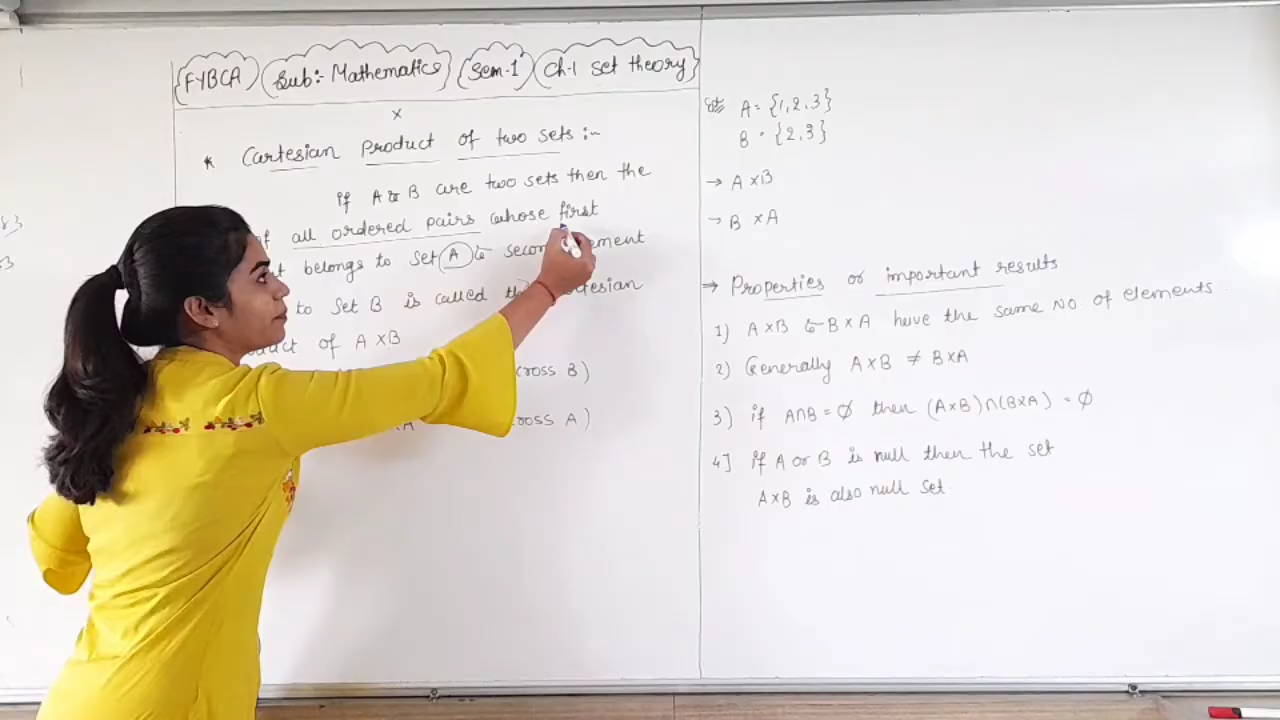 FYBCA Sub:- Mathematics Sem-1 Ch-1 set theory
x
* Cartesian product of two sets :-
if A & B are two sets then the
of all ordered pairs whose first
belongs to set A & second
to set B is called the
of A×B
cross B)
cross A)
A = {1,2,3}
B = {2,3}
→ A×B
→ B×A
⇒ Properties or important results
1) A×B & B×A have the same No. of elements.
2) Generally A×B ≠ B×A
3) if A∩B = ∅ then (A×B)∩(B×A) = ∅
4] if A or B is null then the set
A×B is also null set.